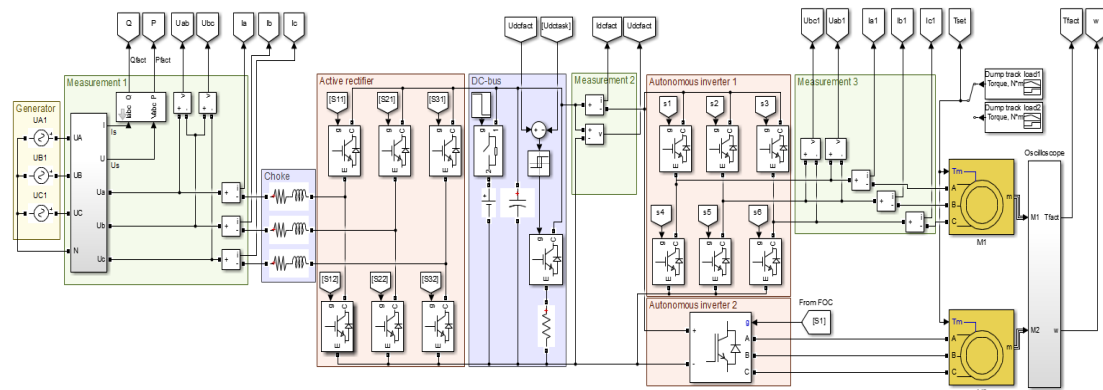 Q
P
Uab
Ubc
Ia
Ib
Ic
Udcfact
[Udctask]
Idcfact
Udcfact
Ubc1
Uab1
Ia1
Ib1
Ic1
Tset
Tfact
w
Qfact
Pfact
Measurement 1
Active rectifier
DC-bus
Measurement 2
Autonomous inverter 1
Measurement 3
Dump track load1
Torque, N*m
Dump track load2
Torque, N*m
Generator
UA1
UB1
UC1
UA
UB
UC
N
I
U
Ua
Ub
Uc
Is
Us
Iabc Q
Vabc P
Choke
[S11]
[S21]
[S31]
[S12]
[S22]
[S32]
s1
s2
s3
s4
s5
s6
Oscilloscope
Tm
A
B
C
m
M1
M1
Tfact
Autonomous inverter 2
From FOC
[S1]
g
A
B
C
Tm
A
B
C
m
M2
w